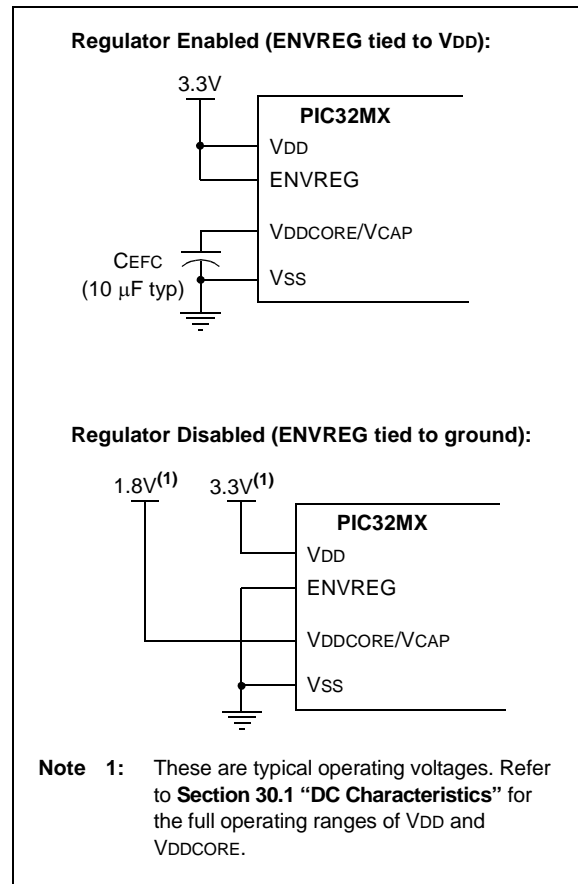 Regulator Enabled (ENVREG tied to VDD):
3.3V
PIC32MX
VDD
ENVREG
VDDCORE/VCAP
CEFC
(10 μF typ)
VSS
Regulator Disabled (ENVREG tied to ground):
1.8V(1) 3.3V(1)
PIC32MX
VDD
ENVREG
VDDCORE/VCAP
VSS
Note 1: These are typical operating voltages. Refer
to Section 30.1 “DC Characteristics” for
the full operating ranges of VDD and
VDDCORE.